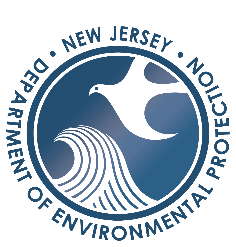 • NEW JERSEY •
DEPARTMENT OF ENVIRONMENTAL PROTECTION